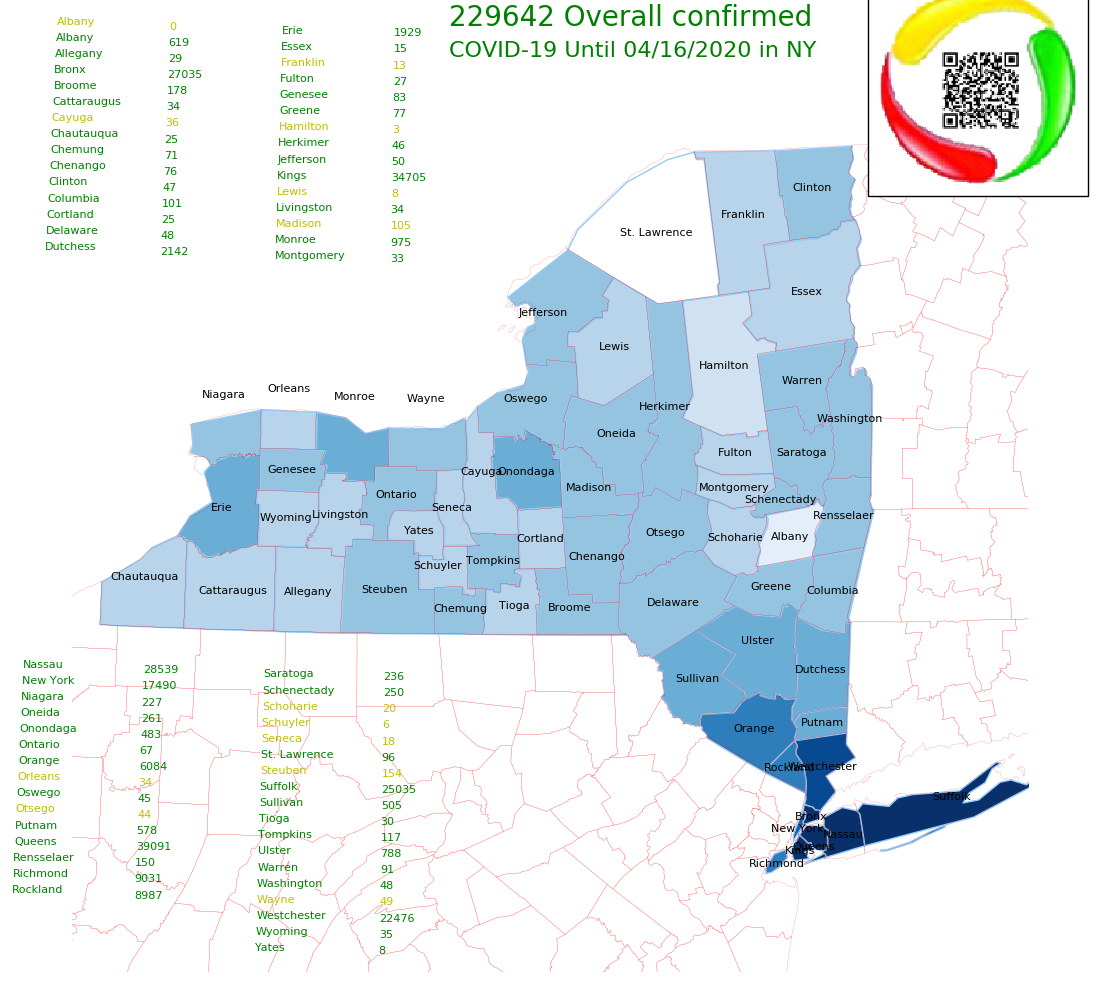 229642 Overall confirmed
COVID-19 Until 04/16/2020 in NY
Albany 0
Albany 619
Allegany 29
Bronx 27035
Broome 178
Cattaraugus 34
Cayuga 36
Chautauqua 25
Chemung 71
Chenango 76
Clinton 47
Columbia 101
Cortland 25
Delaware 48
Dutchess 2142
Erie 1929
Essex 15
Franklin 13
Fulton 27
Genesee 83
Greene 77
Hamilton 3
Herkimer 46
Jefferson 50
Kings 34705
Lewis 8
Livingston 34
Madison 105
Monroe 975
Montgomery 33
Clinton
Franklin
St. Lawrence
Essex
Jefferson
Lewis
Hamilton
Warren
Niagara
Orleans
Monroe
Wayne
Oswego
Herkimer
Washington
Oneida
Fulton
Saratoga
Genesee
Cayuga
Onondaga
Madison
Montgomery
Ontario
Schenectady
Erie
Wyoming
Livingston
Seneca
Rensselaer
Yates
Cortland
Otsego
Schoharie
Albany
Chautauqua
Cattaraugus
Allegany
Steuben
Schuyler
Tompkins
Chenango
Chemung
Tioga
Broome
Delaware
Greene
Columbia
Ulster
Sullivan
Dutchess
Orange
Putnam
Rockland
Westchester
Suffolk
Bronx
New York
Nassau
Queens
Kings
Richmond
Nassau 28539
New York 17490
Niagara 227
Oneida 261
Onondaga 483
Ontario 67
Orange 6084
Orleans 34
Oswego 45
Otsego 44
Putnam 578
Queens 39091
Rensselaer 150
Richmond 9031
Rockland 8987
Saratoga 236
Schenectady 250
Schoharie 20
Schuyler 6
Seneca 18
St. Lawrence 96
Steuben 154
Suffolk 25035
Sullivan 505
Tioga 30
Tompkins 117
Ulster 788
Warren 91
Washington 48
Wayne 49
Westchester 22476
Wyoming 35
Yates 8